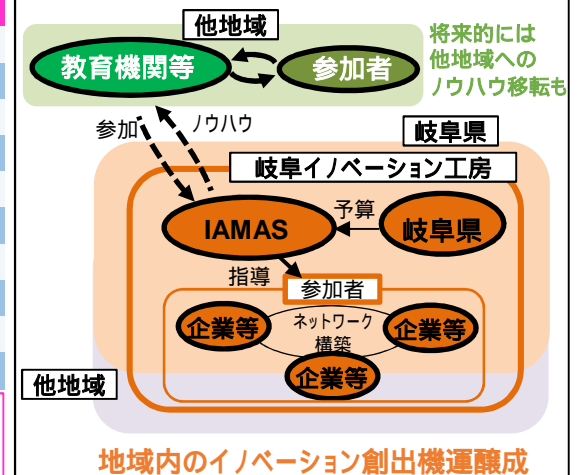 他地域
教育機関等
参加者
将来的には
他地域への
ノウハウ移転も
参加
ノウハウ
岐阜県
岐阜イノベーション工房
IAMAS
予算
岐阜県
指導
参加者
企業等
ネットワーク
構築
企業等
企業等
他地域
地域内のイノベーション創出機運醸成